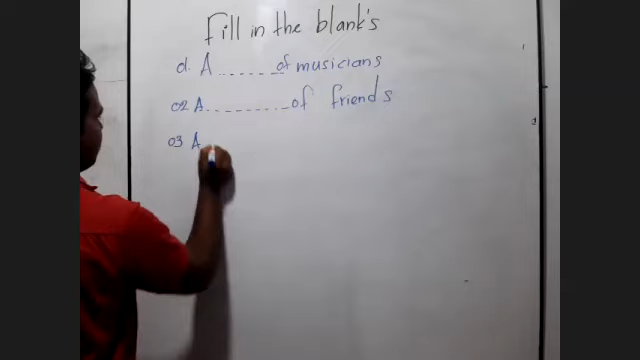 Fill in the blank's
01. A ....... of musicians
02 A ......... of friends
03 A